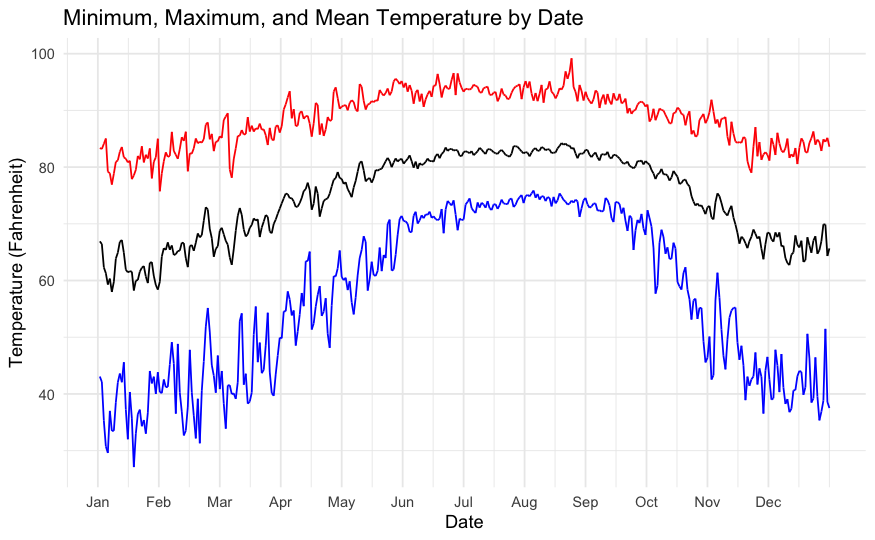 Minimum, Maximum, and Mean Temperature by Date
Temperature (Fahrenheit)
100
80
60
40
Jan Feb Mar Apr May Jun Jul Aug Sep Oct Nov Dec
Date